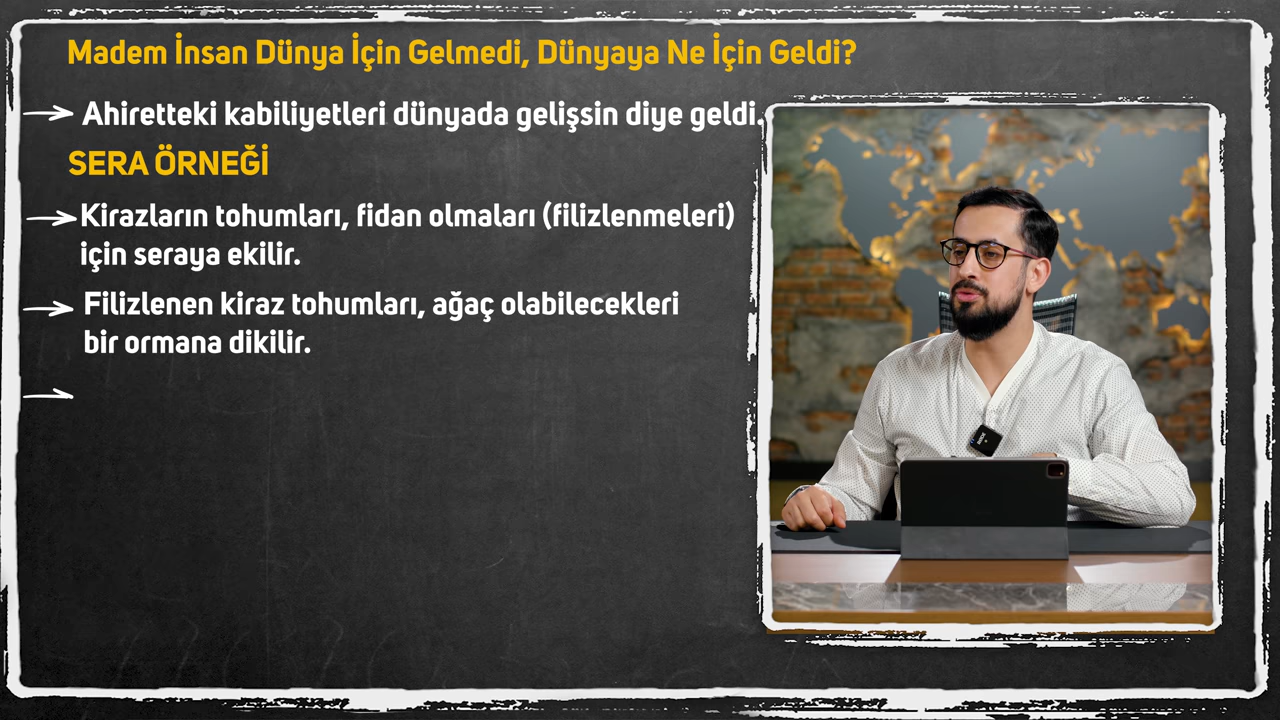 Madem İnsan Dünya İçin Gelmedi, Dünyaya Ne İçin Geldi?
Ahiretteki kabiliyetleri dünyada gelişsin diye geldi.
SERA ÖRNEĞİ
Kirazların tohumları, fidan olmaları (filizlenmeleri)
için seraya ekilir.
Filizlenen kiraz tohumları, ağaç olabilecekleri
bir ormana dikilir.